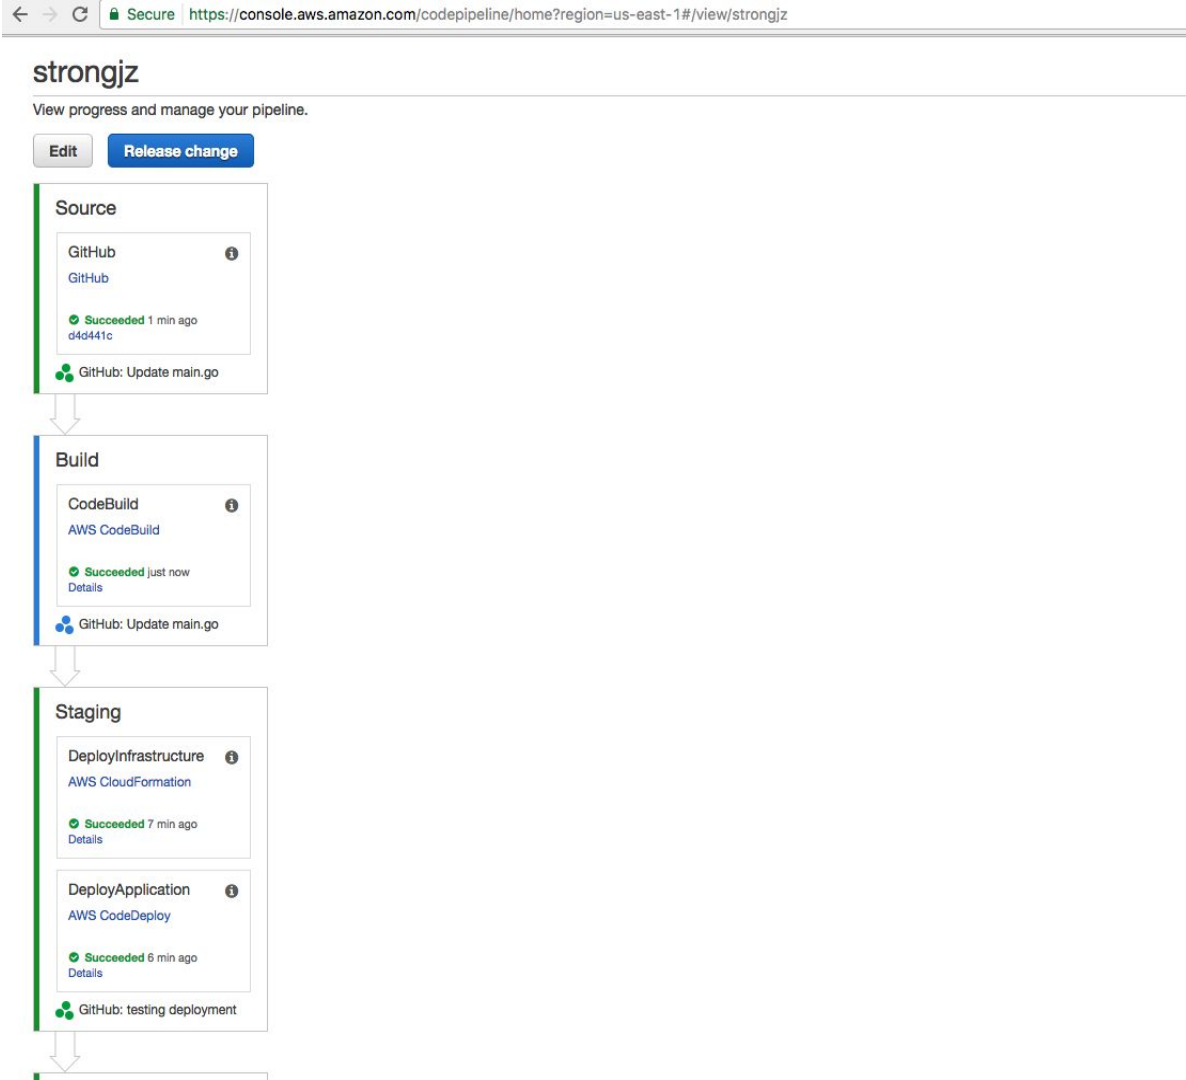 Secure https://console.aws.amazon.com/codepipeline/home?region=us-east-1#/view/strongjz
strongjz
View progress and manage your pipeline.
Edit Release change
Source
GitHub
GitHub
Succeeded 1 min ago
d4d441c
GitHub: Update main.go
Build
CodeBuild
AWS CodeBuild
Succeeded just now
Details
GitHub: Update main.go
Staging
DeployInfrastructure
AWS CloudFormation
Succeeded 7 min ago
Details
DeployApplication
AWS CodeDeploy
Succeeded 6 min ago
Details
GitHub: testing deployment